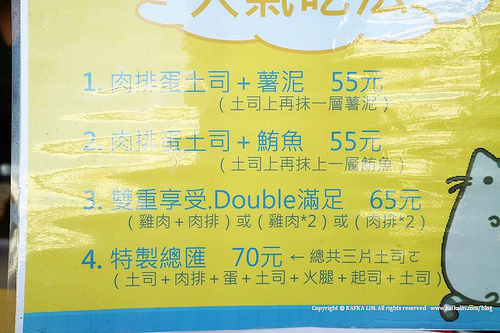 人氣吃法
1. 肉排蛋土司+薯泥 55元
(土司上再抹一層薯泥)
2. 肉排蛋土司+鮪魚 55元
(土司上再抹上一層鮪魚)
3. 雙重享受.Double滿足 65元
(雞肉+肉排)或(雞肉*2)或(肉排*2)
4. 特製總匯 70元 ←總共三片土司ㄛ
(土司+肉排+蛋+土司+火腿+起司+土司)
Copyright © KAFKA LIN. All rights reserved www.kafkalin.com/blog